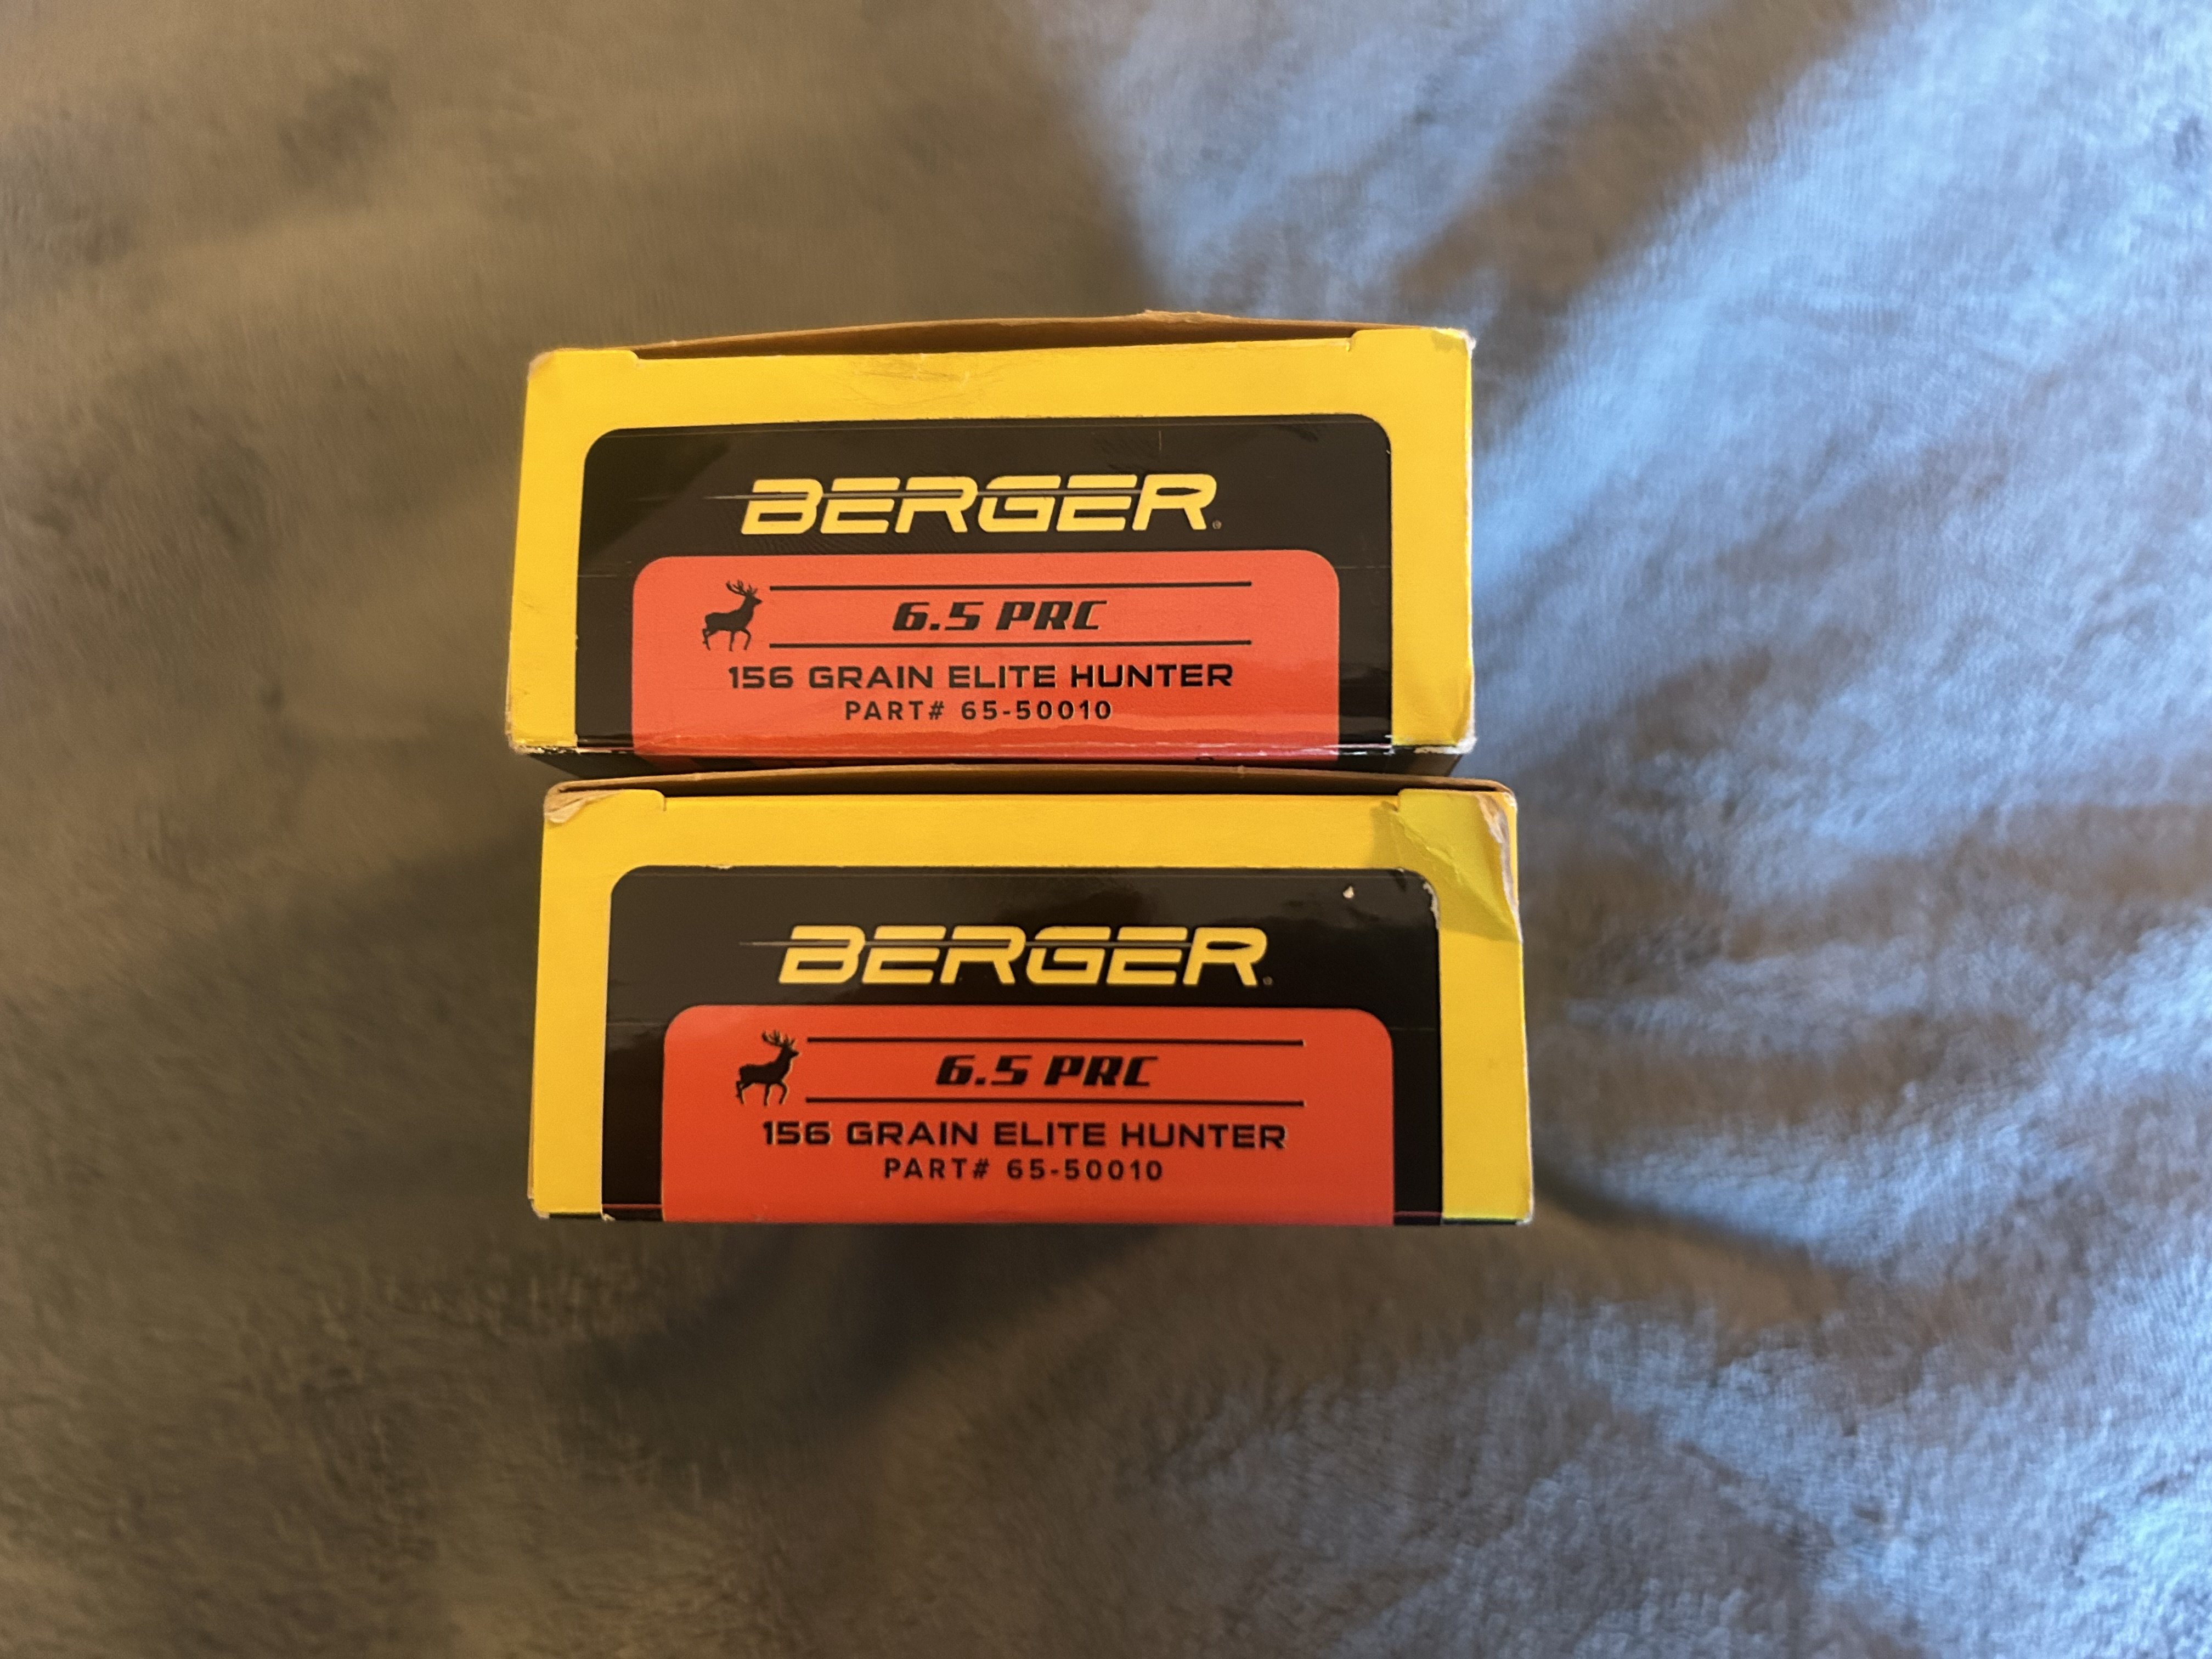 BERGER®
6.5 PRC
156 GRAIN ELITE HUNTER
PART# 65-50010
BERGER®
6.5 PRC
156 GRAIN ELITE HUNTER
PART# 65-50010